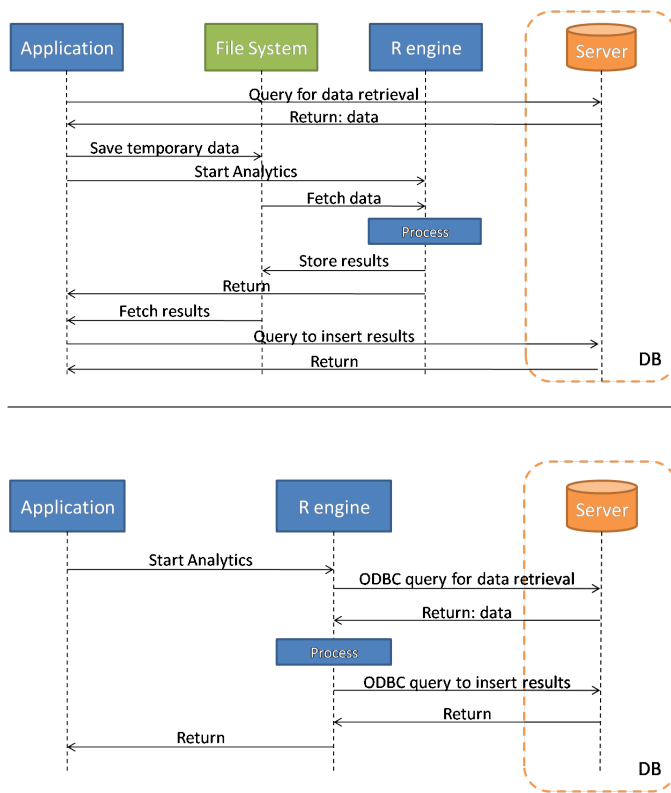 Application
File System
R engine
Server
Query for data retrieval
Return: data
Save temporary data
Start Analytics
Fetch data
Process
Store results
Return
Fetch results
Query to insert results
Return
DB
Application
R engine
Server
Start Analytics
ODBC query for data retrieval
Return: data
Process
ODBC query to insert results
Return
Return
DB